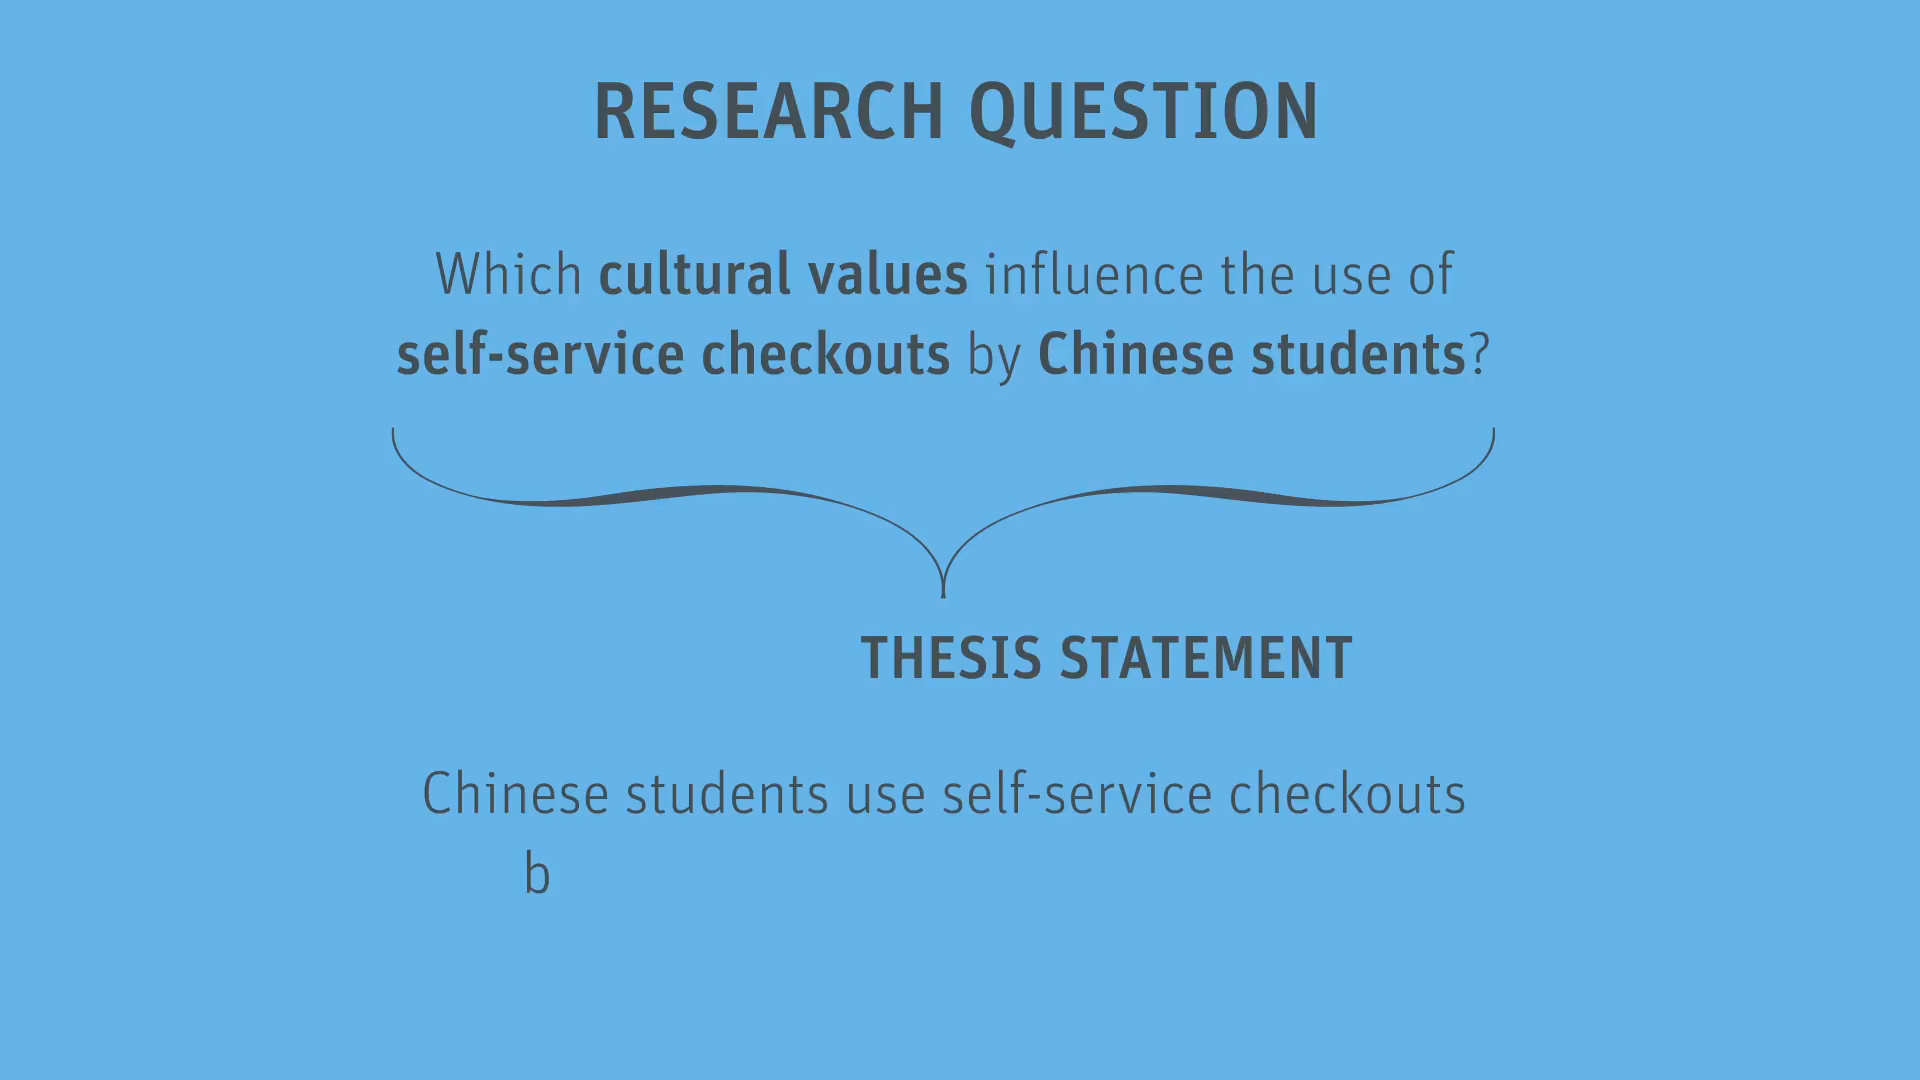 RESEARCH QUESTION
Which cultural values influence the use of
self-service checkouts by Chinese students?
THESIS STATEMENT
Chinese students use self-service checkouts
b